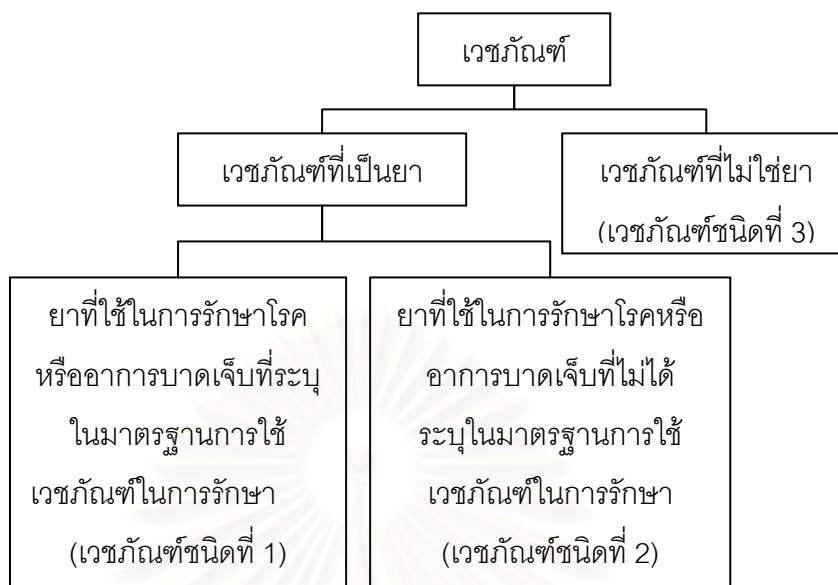 เวชภัณฑ์
เวชภัณฑ์ที่เป็นยา
เวชภัณฑ์ที่ไม่ใช่ยา
(เวชภัณฑ์ชนิดที่ 3)
ยาที่ใช้ในการรักษาโรค
หรืออาการบาดเจ็บที่ระบุ
ในมาตรฐานการใช้
เวชภัณฑ์ในการรักษา
(เวชภัณฑ์ชนิดที่ 1)
ยาที่ใช้ในการรักษาโรคหรือ
อาการบาดเจ็บที่ไม่ได้
ระบุในมาตรฐานการใช้
เวชภัณฑ์ในการรักษา
(เวชภัณฑ์ชนิดที่ 2)